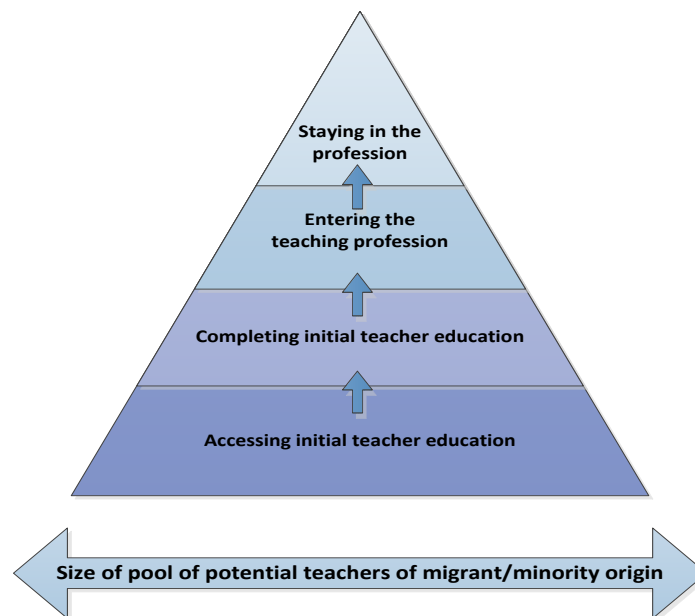 Staying in the
profession
Entering the
teaching profession
Completing initial teacher education
Accessing initial teacher education
Size of pool of potential teachers of migrant/minority origin